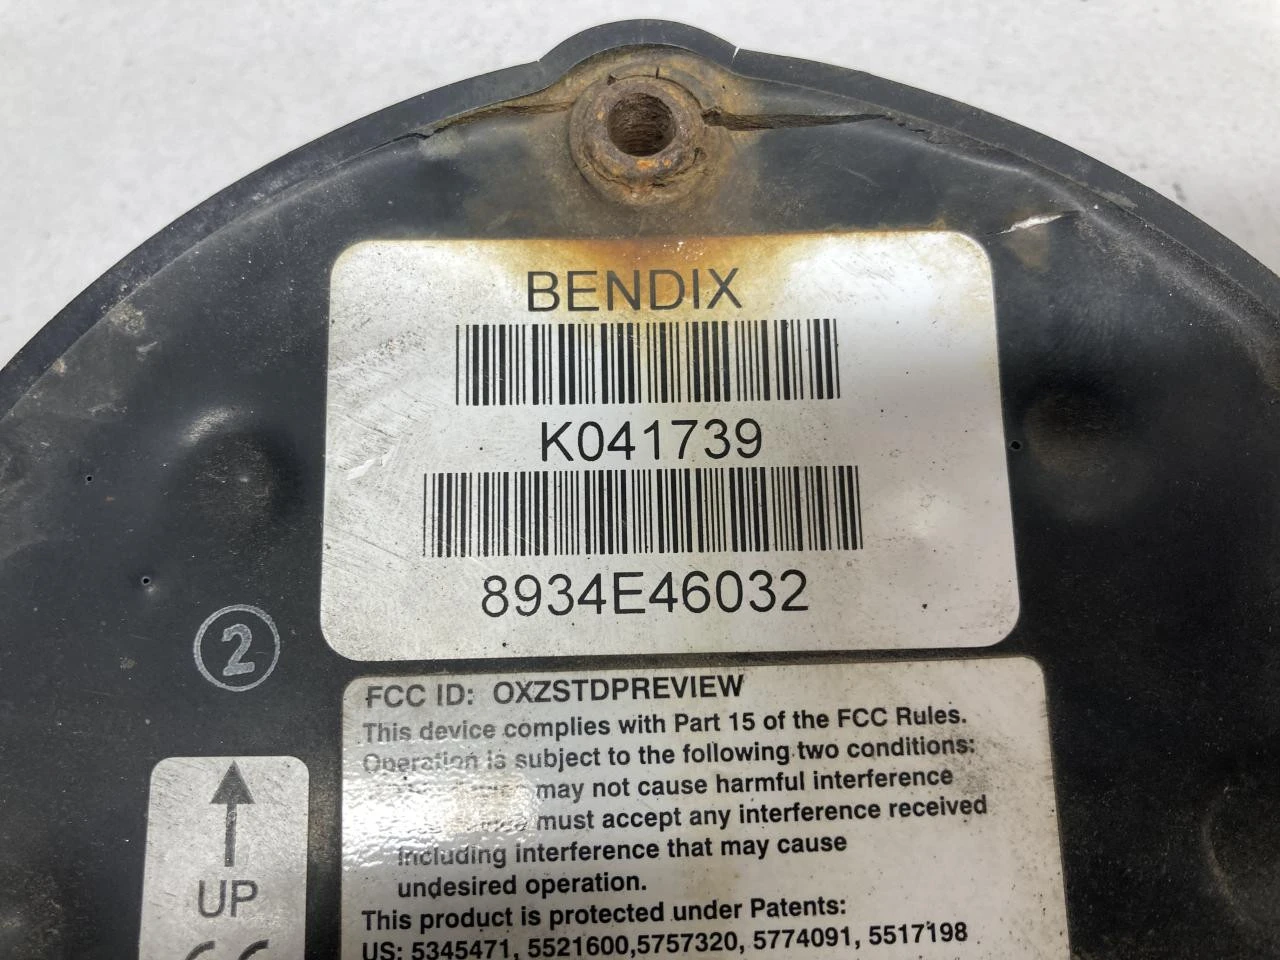 BENDIX
K041739
8934E46032
2
FCC ID: OXZSTDPREVIEW
This device complies with Part 15 of the FCC Rules.
Operation is subject to the following two conditions:
may not cause harmful interference
must accept any interference received
including interference that may cause
undesired operation.
This product is protected under Patents:
US: 5345471, 5521600,5757320, 5774091, 5517198
UP